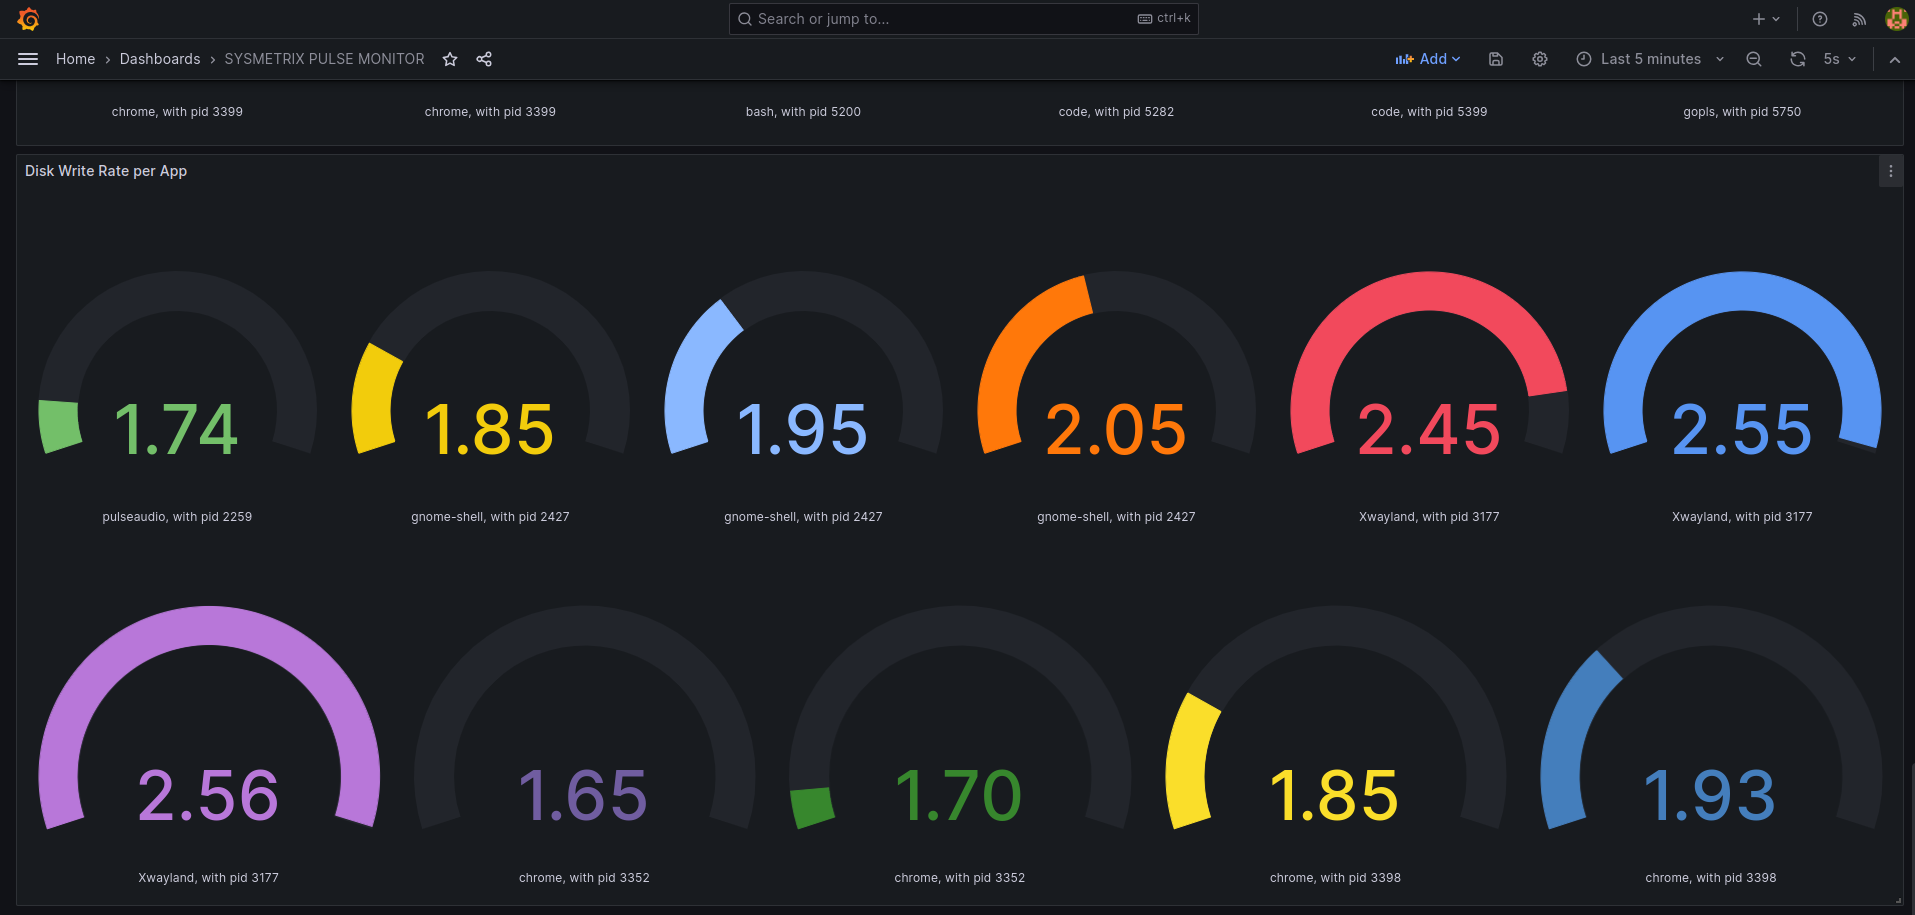 Search or jump to...
ctrl+k
Home › Dashboards › SYSMETRIX PULSE MONITOR
Add
Last 5 minutes
5s
chrome, with pid 3399
chrome, with pid 3399
bash, with pid 5200
code, with pid 5282
code, with pid 5399
gopls, with pid 5750
Disk Write Rate per App
1.74
1.85
1.95
2.05
2.45
2.55
pulseaudio, with pid 2259
gnome-shell, with pid 2427
gnome-shell, with pid 2427
gnome-shell, with pid 2427
Xwayland, with pid 3177
Xwayland, with pid 3177
2.56
1.65
1.70
1.85
1.93
Xwayland, with pid 3177
chrome, with pid 3352
chrome, with pid 3352
chrome, with pid 3398
chrome, with pid 3398